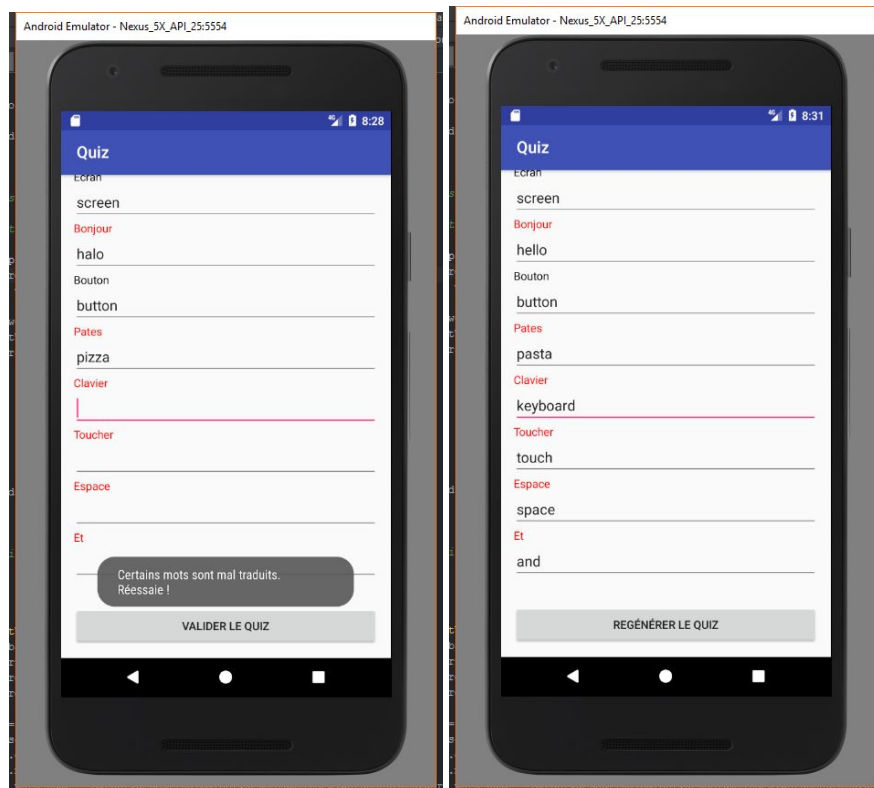 Android Emulator - Nexus_5X_API_25:5554
8:28
Quiz
Ecran
screen
Bonjour
halo
Bouton
button
Pates
pizza
Clavier
Toucher
Espace
Et
Certains mots sont mal traduits.
Réessaie !
VALIDER LE QUIZ
Android Emulator - Nexus_5X_API_25:5554
8:31
Quiz
Ecran
screen
Bonjour
hello
Bouton
button
Pates
pasta
Clavier
keyboard
Toucher
touch
Espace
space
Et
and
REGÉNÉRER LE QUIZ